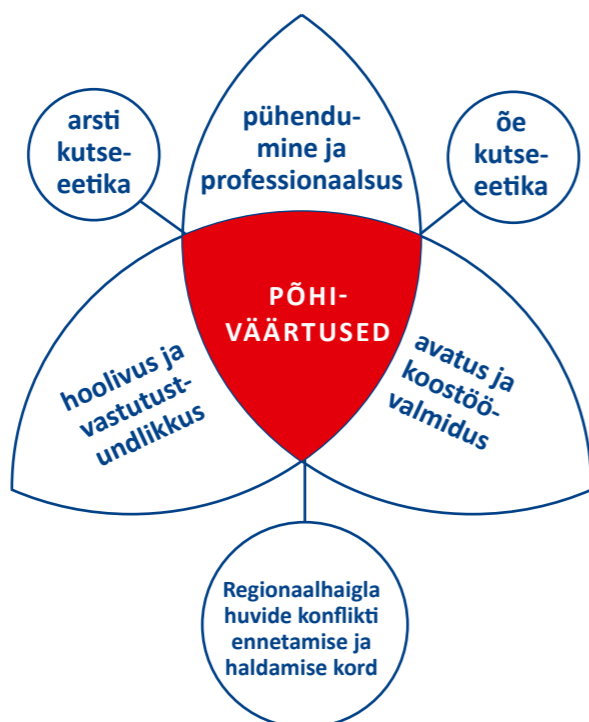 arsti
kutse-
eetika
pühendu-
mine ja
professionaalsus
õe
kutse-
eetika
PÕHI-
VÄÄRTUSED
hoolivus ja
vastutust-
undlikkus
avatus ja
koostöö-
valmidus
Regionaalhaigla
huvide konflikti
ennetamise ja
haldamise kord